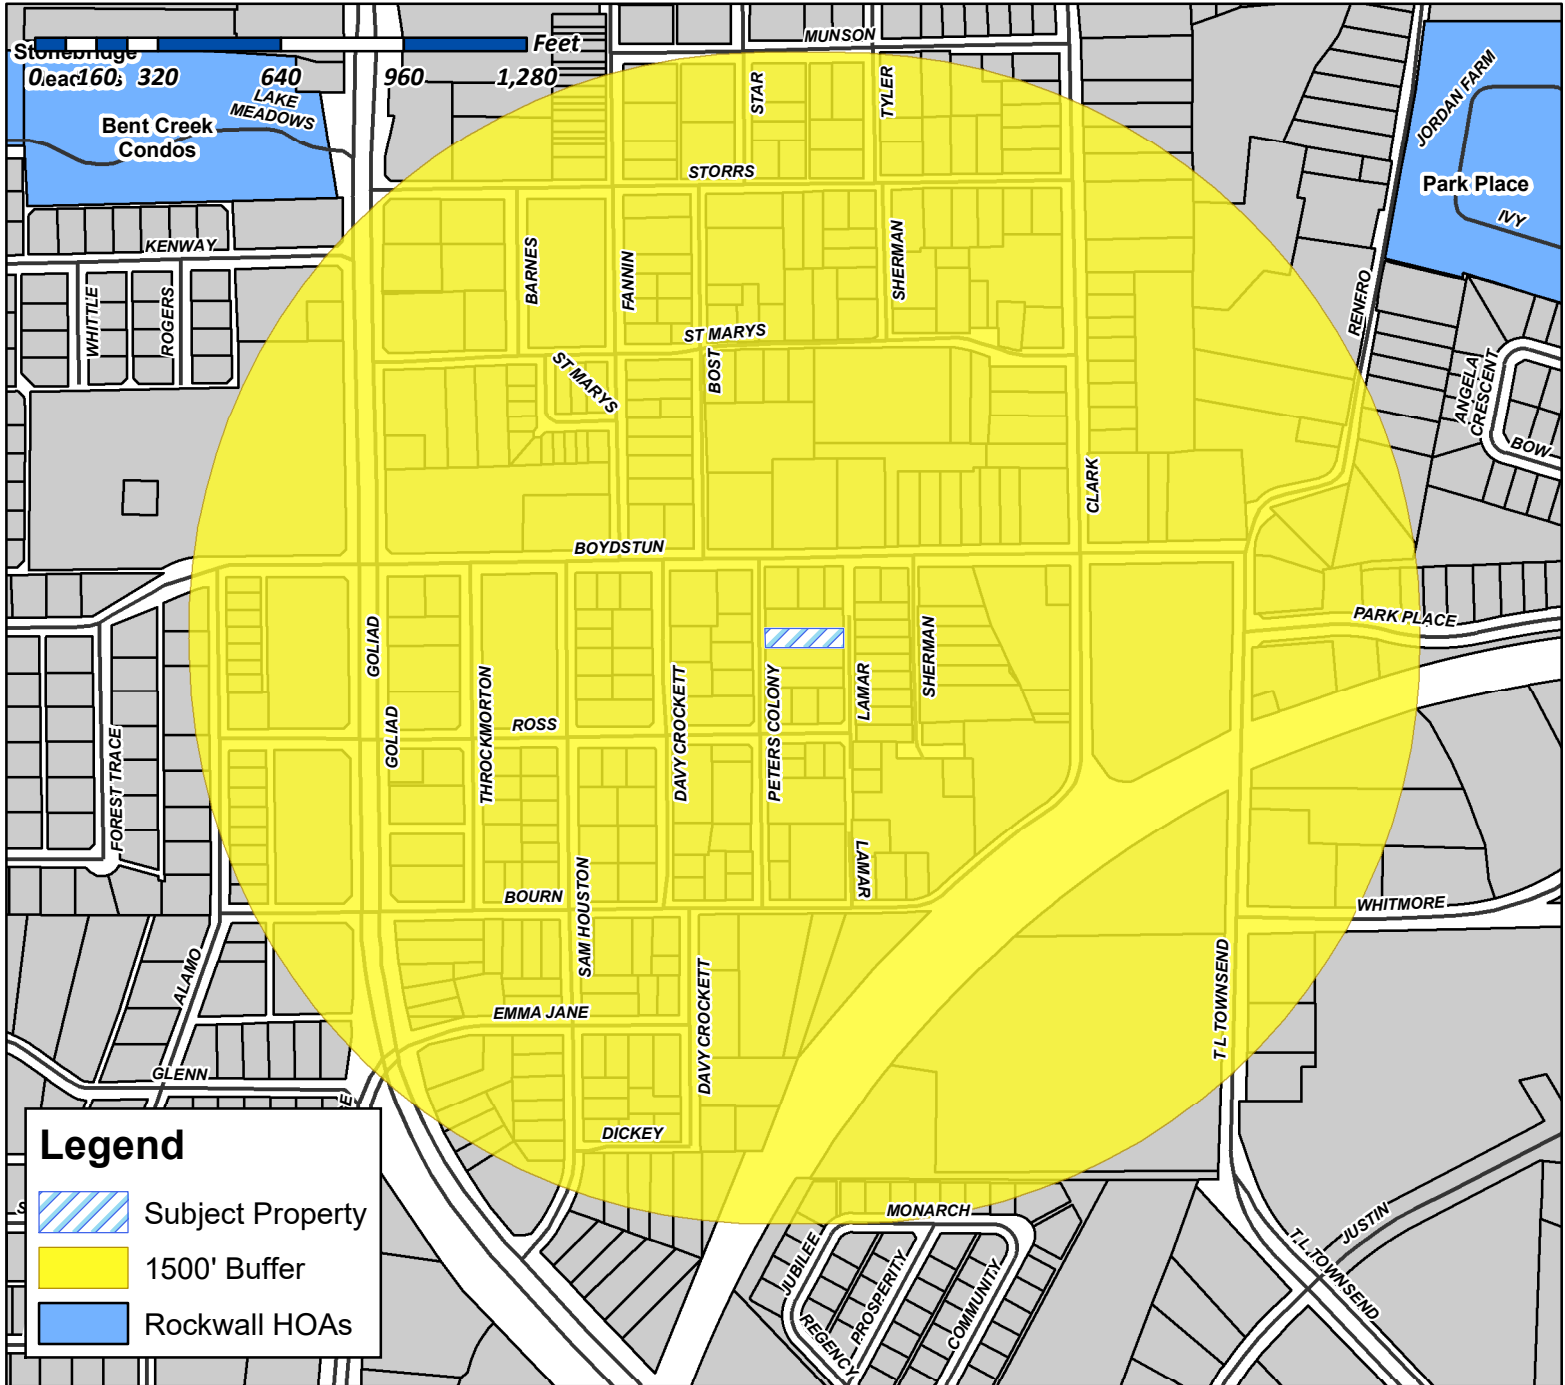 MUNSON
Feet
Stonebridge
Meadows
0 160 320 640 960 1,280
STAR
TYLER
LAKE
MEADOWS
JORDAN FARM
Bent Creek
Condos
STORRS
Park Place
IVY
KENWAY
BARNES
FANNIN
SHERMAN
RENFRO
WHITTLE
ROGERS
ST MARYS
ST MARYS
BOST
ANGELA
CRESCENT
BOW
CLARK
BOYDSTUN
PARK PLACE
GOLIAD
SHERMAN
THROCKMORTON
DAVY CROCKETT
PETERS COLONY
LAMAR
ROSS
GOLIAD
FOREST TRACE
LAMAR
BOURN
SAM HOUSTON
WHITMORE
ALAMO
DAVY CROCKETT
T L TOWNSEND
EMMA JANE
GLENN
DICKEY
Legend
Subject Property
1500' Buffer
Rockwall HOAs
MONARCH
JUBILEE
PROSPERITY
COMMUNITY
REGENCY
JUSTIN
T.L.TOWNSEND